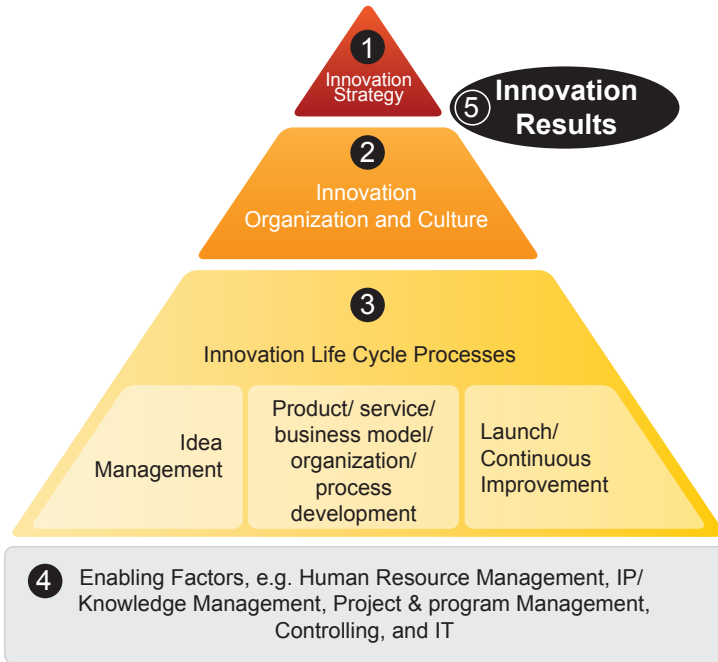 1
Innovation
Strategy
5
Innovation
Results
2
Innovation
Organization and Culture
3
Innovation Life Cycle Processes
Idea
Management
Product/ service/
business model/
organization/
process
development
Launch/
Continuous
Improvement
4
Enabling Factors, e.g. Human Resource Management, IP/
Knowledge Management, Project & program Management,
Controlling, and IT